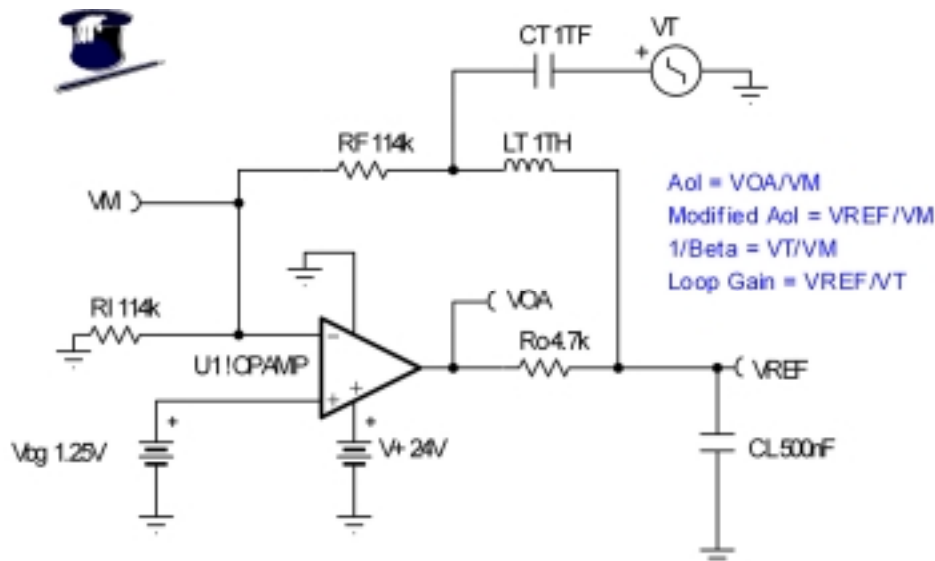 VT
CT 1TF
+
RF 114k
LT 1TH
VM
Aol = VOA/VM
Modified Aol = VREF/VM
1/Beta = VT/VM
Loop Gain = VREF/VT
RI 114k
VOA
U1 !OPAMP
Ro 4.7k
VREF
Vbg 1.25V
+
V+ 24V
+
CL 500nF